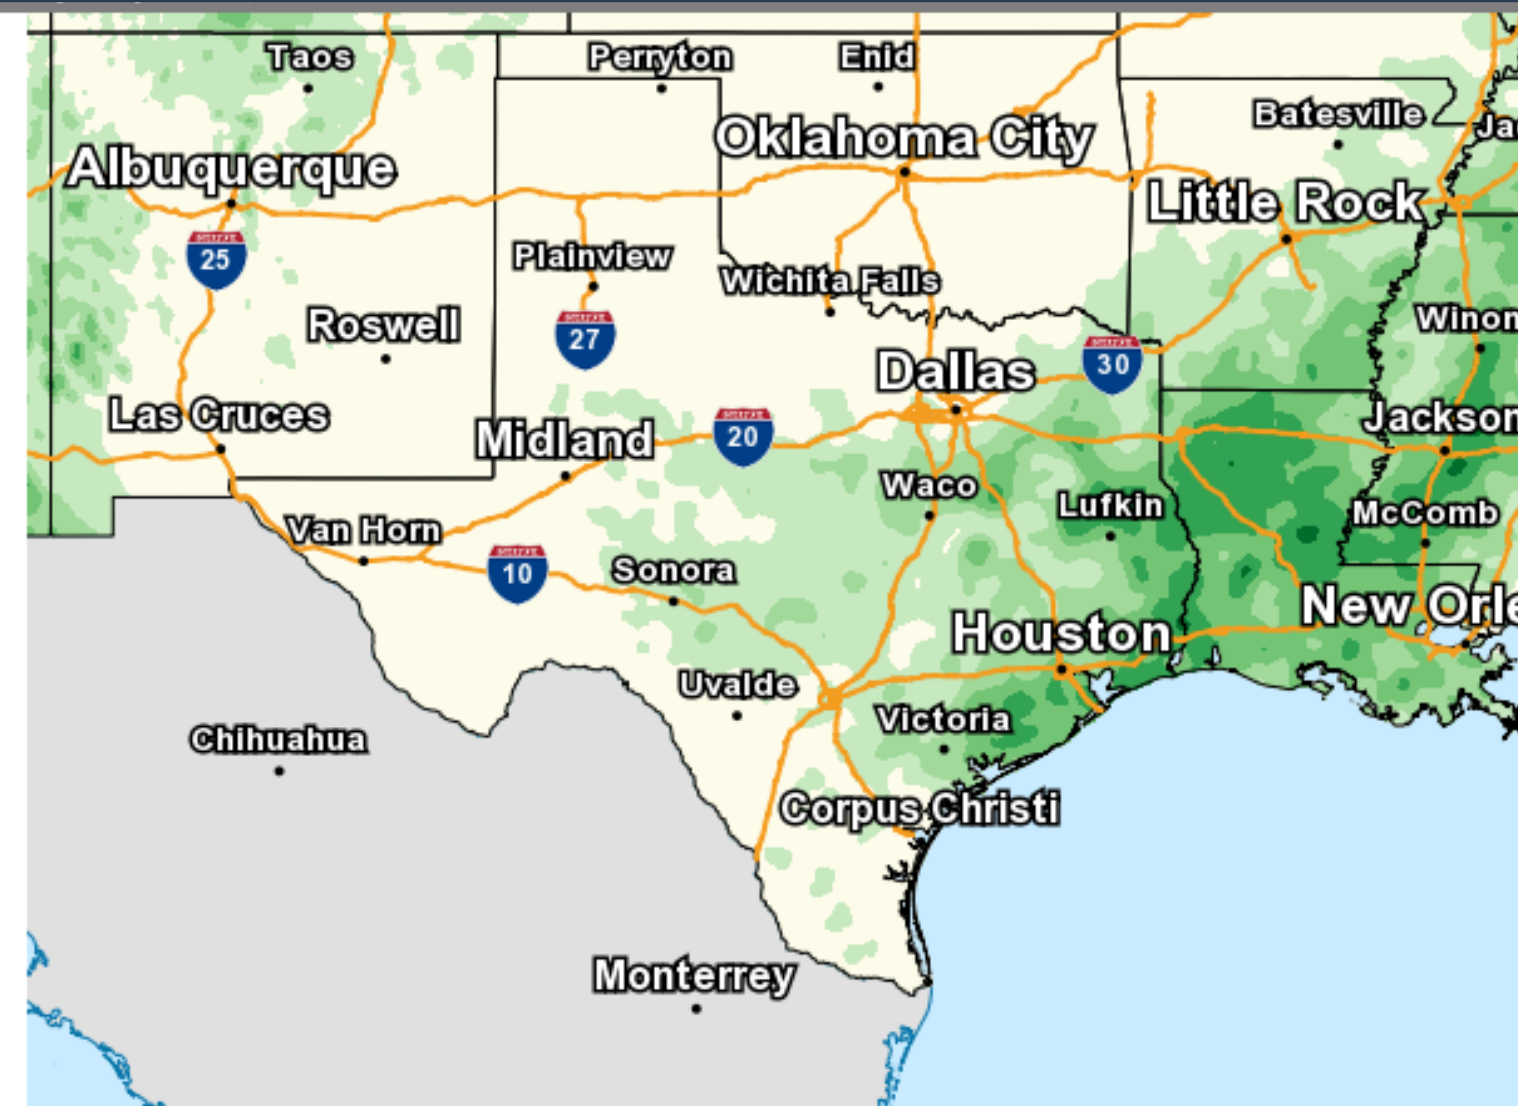 Taos
Perryton
Enid
Batesville
Oklahoma City
Ja
Albuquerque
Little Rock
25
Plainview
Wichita Falls
Roswell
27
Winon
Dallas
30
Las Cruces
Midland
20
Jackson
Waco
Lufkin
McComb
Van Horn
10
Sonora
New Orle
Houston
Uvalde
Victoria
Chihuahua
Corpus Christi
Monterrey